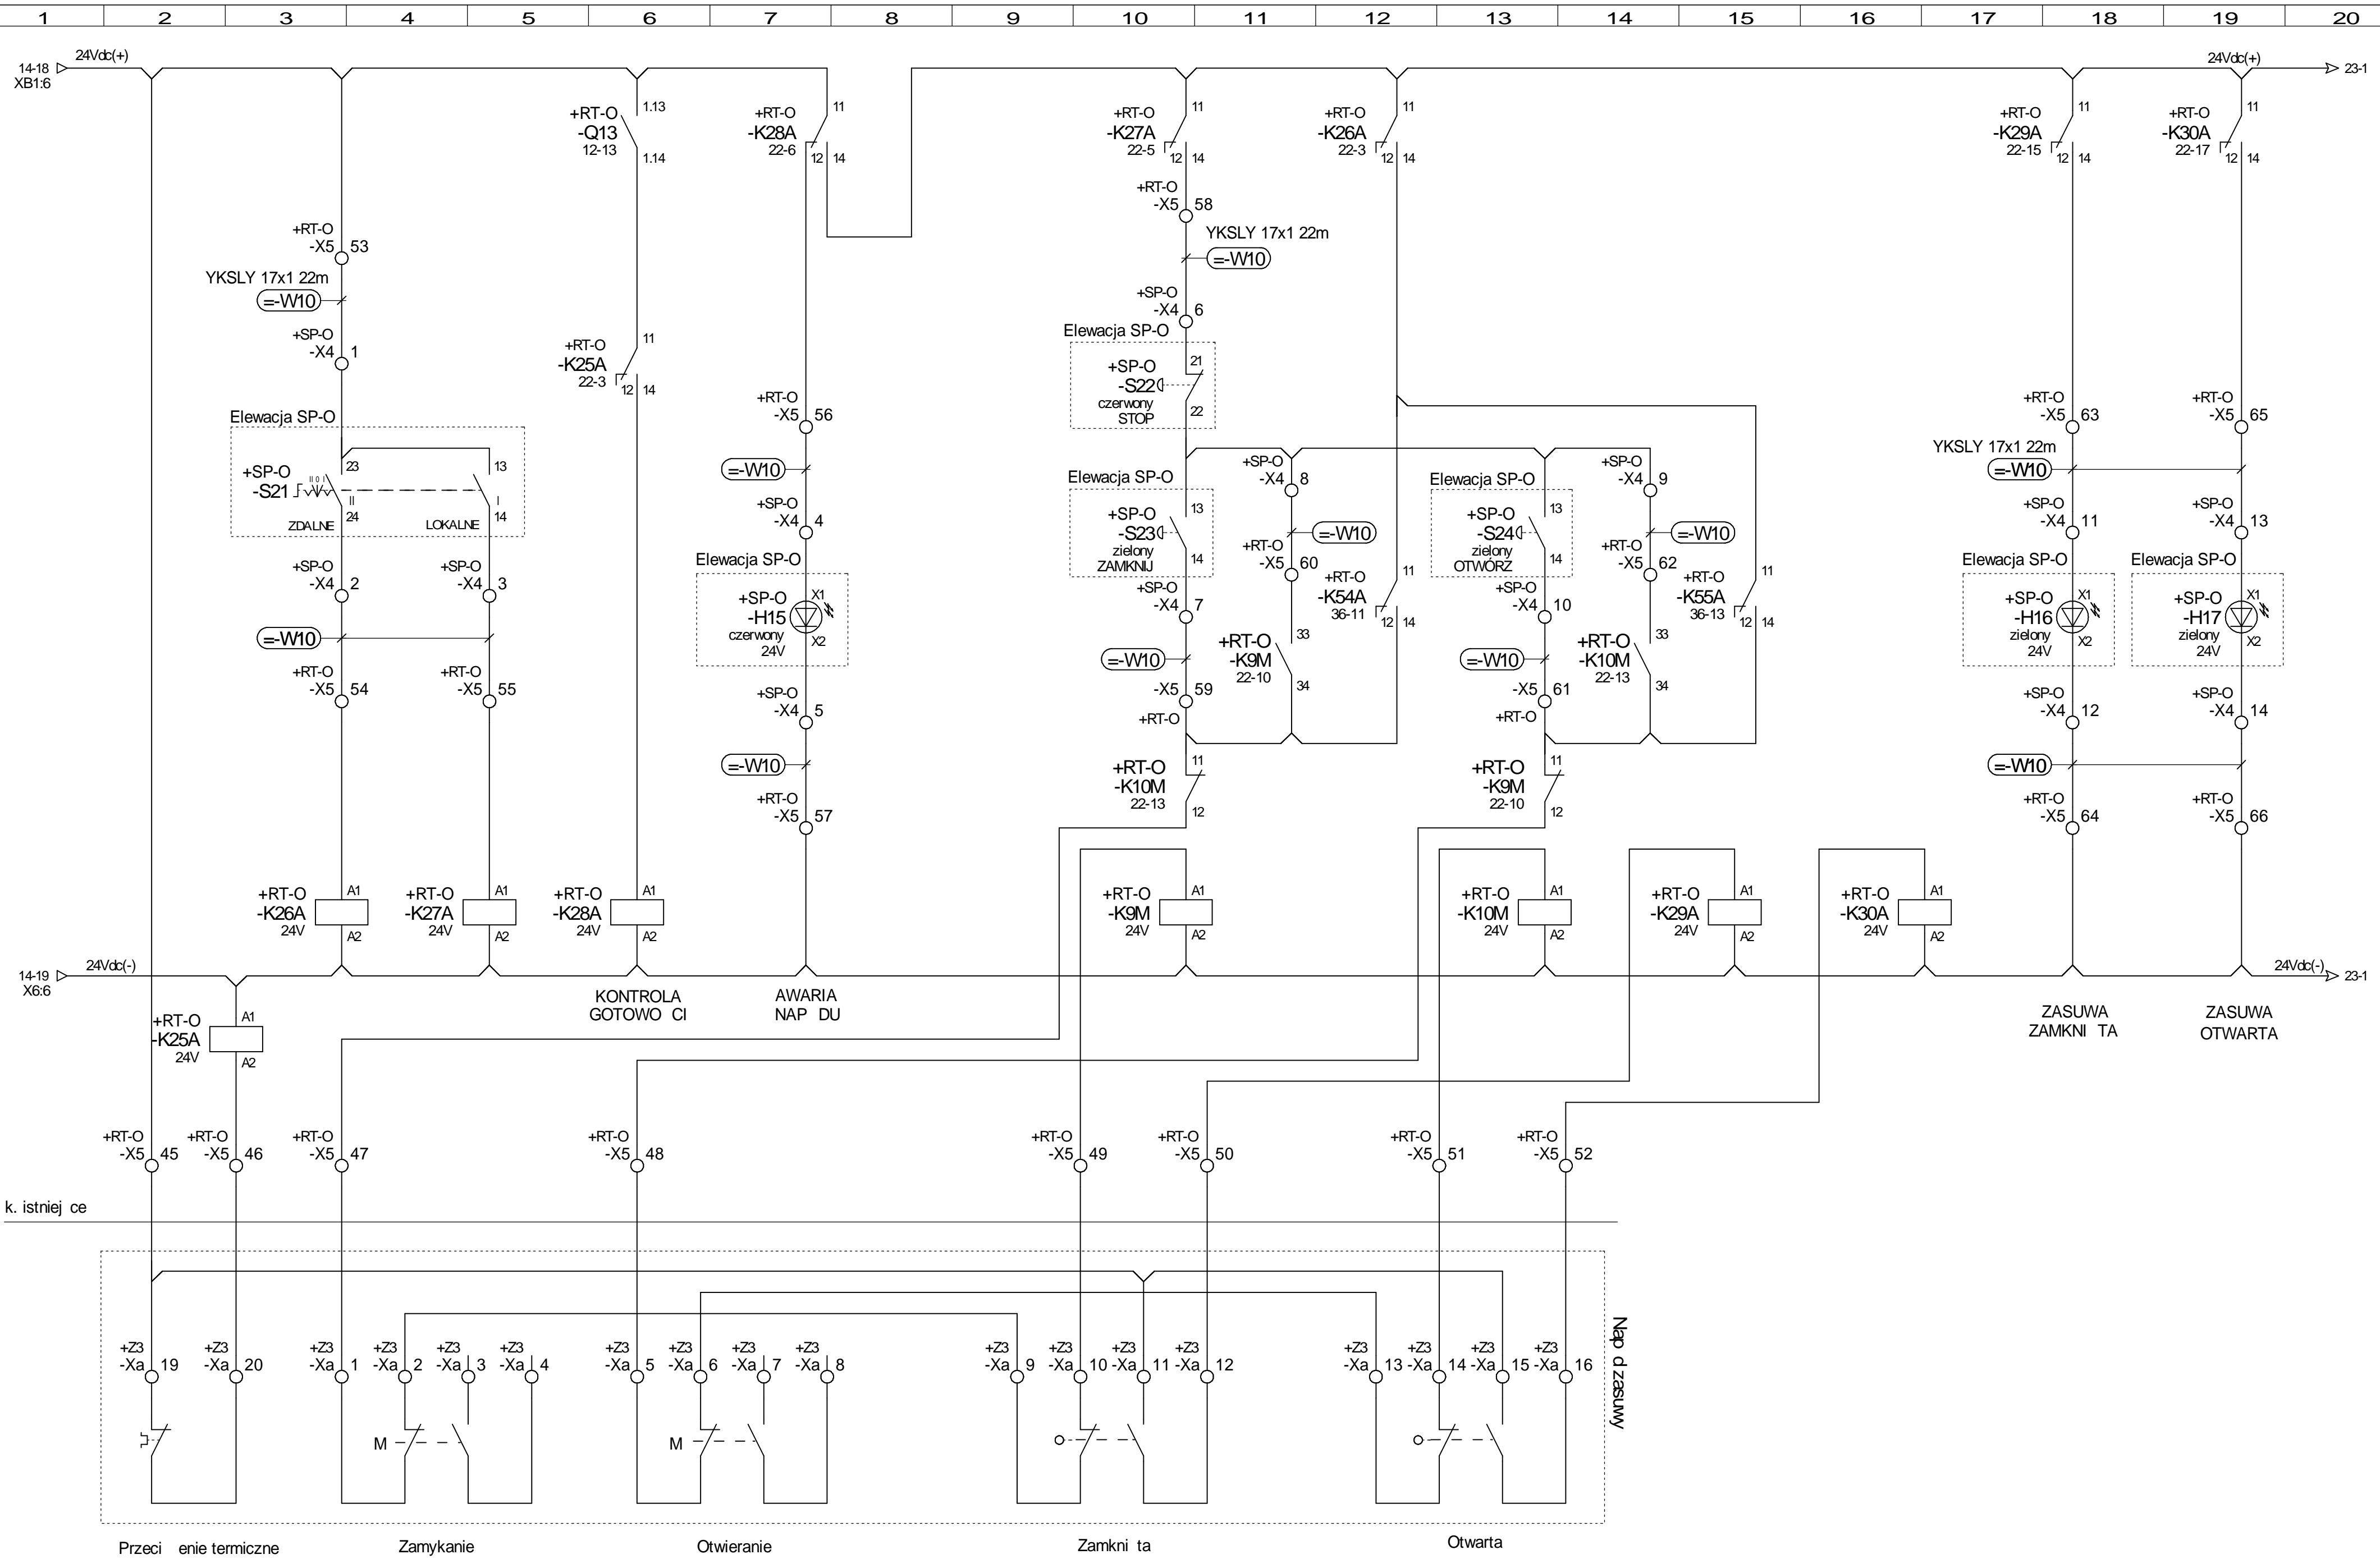 1 2 3 4 5 6 7 8 9 10 11 12 13 14 15 16 17 18 19 20
14-18
XB1:6
24Vdc(+)
24Vdc(+)
23-1
+RT-O
-Q13
12-13
1.13
1.14
+RT-O
-K28A
22-6
11
12 14
+RT-O
-K27A
22-5
11
12 14
+RT-O
-K26A
22-3
11
12 14
+RT-O
-K29A
22-15
11
12 14
+RT-O
-K30A
22-17
11
12 14
+RT-O
-X5 53
YKSLY 17x1 22m
=-W10
+SP-O
-X4 1
Elewacja SP-O
+SP-O
-S21
II 0 I
23
II
24
ZDALNE
13
I
14
LOKALNE
+SP-O
-X4 2
+SP-O
-X4 3
=-W10
+RT-O
-X5 54
+RT-O
-X5 55
+RT-O
-K25A
22-3
11
12 14
+RT-O
-X5 56
=-W10
+SP-O
-X4 4
Elewacja SP-O
+SP-O
-H15
czerwony
24V
X1
X2
+SP-O
-X4 5
=-W10
+RT-O
-X5 57
+RT-O
-X5 58
YKSLY 17x1 22m
=-W10
+SP-O
-X4 6
Elewacja SP-O
+SP-O
-S22
czerwony
STOP
21
22
Elewacja SP-O
+SP-O
-S23
zielony
ZAMKNIJ
13
14
+SP-O
-X4 7
=-W10
-X5 59
+RT-O
+SP-O
-X4 8
=-W10
+RT-O
-X5 60
+RT-O
-K9M
22-10
33
34
+RT-O
-K54A
36-11
11
12 14
Elewacja SP-O
+SP-O
-S24
zielony
OTWÓRZ
13
14
+SP-O
-X4 10
=-W10
-X5 61
+RT-O
+SP-O
-X4 9
=-W10
+RT-O
-X5 62
+RT-O
-K10M
22-13
33
34
+RT-O
-K55A
36-13
11
12 14
+RT-O
-K10M
22-13
11
12
+RT-O
-K9M
22-10
11
12
+RT-O
-X5 63
+RT-O
-X5 65
YKSLY 17x1 22m
=-W10
+SP-O
-X4 11
+SP-O
-X4 13
Elewacja SP-O
+SP-O
-H16
zielony
24V
X1
X2
Elewacja SP-O
+SP-O
-H17
zielony
24V
X1
X2
+SP-O
-X4 12
+SP-O
-X4 14
=-W10
+RT-O
-X5 64
+RT-O
-X5 66
+RT-O
-K26A
24V
A1
A2
+RT-O
-K27A
24V
A1
A2
+RT-O
-K28A
24V
A1
A2
+RT-O
-K9M
24V
A1
A2
+RT-O
-K10M
24V
A1
A2
+RT-O
-K29A
24V
A1
A2
+RT-O
-K30A
24V
A1
A2
14-19
X6:6
24Vdc(-)
24Vdc(-)
23-1
+RT-O
-K25A
24V
A1
A2
KONTROLA
GOTOWO CI
AWARIA
NAP DU
ZASUWA
ZAMKNI TA
ZASUWA
OTWARTA
+RT-O
-X5 45
+RT-O
-X5 46
+RT-O
-X5 47
+RT-O
-X5 48
+RT-O
-X5 49
+RT-O
-X5 50
+RT-O
-X5 51
+RT-O
-X5 52
k. istniej ce
+Z3
-Xa 19
+Z3
-Xa 20
+Z3
-Xa 1
+Z3
-Xa 2
+Z3
-Xa 3
+Z3
-Xa 4
+Z3
-Xa 5
+Z3
-Xa 6
+Z3
-Xa 7
+Z3
-Xa 8
+Z3
-Xa 9
+Z3
-Xa 10
+Z3
-Xa 11
+Z3
-Xa 12
+Z3
-Xa 13
+Z3
-Xa 14
+Z3
-Xa 15
+Z3
-Xa 16
M
M
Nap d zasuwy
Przeci enie termiczne
Zamykanie
Otwieranie
Zamkni ta
Otwarta